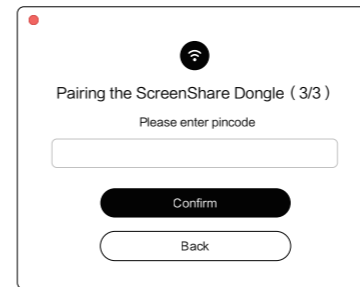 Pairing the ScreenShare Dongle ( 3/3 )
Please enter pincode
Confirm
Back